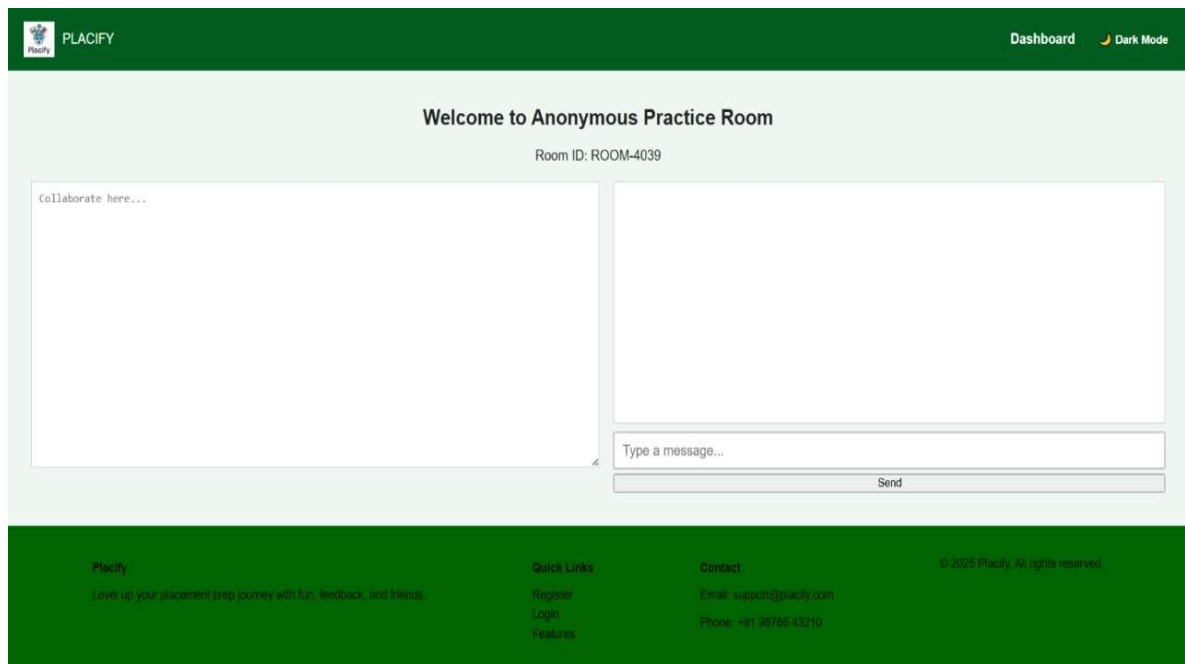 Placify
PLACIFY
Dashboard
🌙 Dark Mode
Welcome to Anonymous Practice Room
Room ID: ROOM-4039
Collaborate here...
Type a message...
Send
Placify
Level up your placement prep journey with fun, feedback, and friends.
Quick Links
Register
Login
Features
Contact
Email: support@placify.com
Phone: +91 98765 43210
© 2025 Placify. All rights reserved.